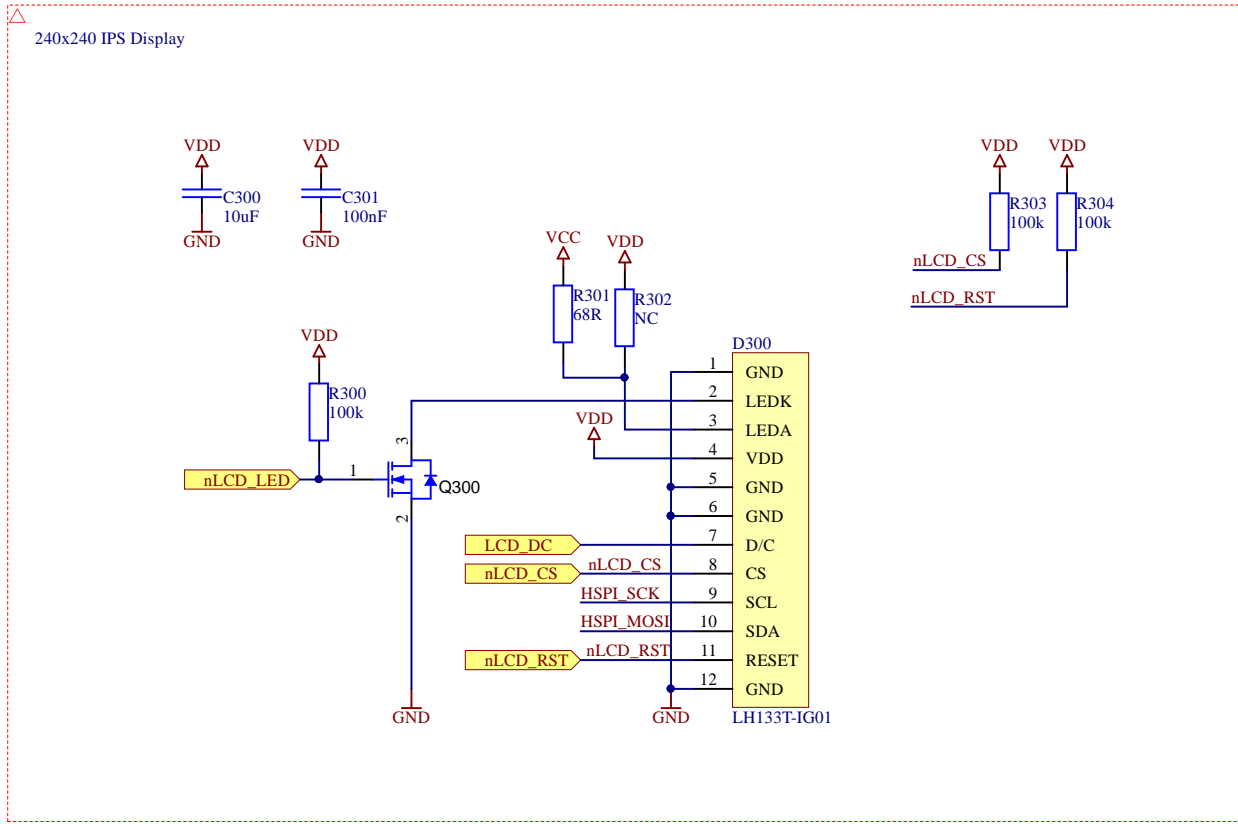 240x240 IPS Display
VDD
VDD
VDD
VDD
C300
10uF
C301
100nF
R303
100k
R304
100k
GND
GND
VCC
VDD
nLCD_CS
nLCD_RST
R301
68R
R302
NC
VDD
R300
100k
D300
1
GND
2
LEDK
3
LEDA
VDD
4
VDD
5
GND
6
GND
7
D/C
8
CS
9
SCL
10
SDA
11
RESET
12
GND
LH133T-IG01
nLCD_LED
1
3
2
Q300
LCD_DC
nLCD_CS
nLCD_CS
HSPI_SCK
HSPI_MOSI
nLCD_RST
nLCD_RST
GND
GND